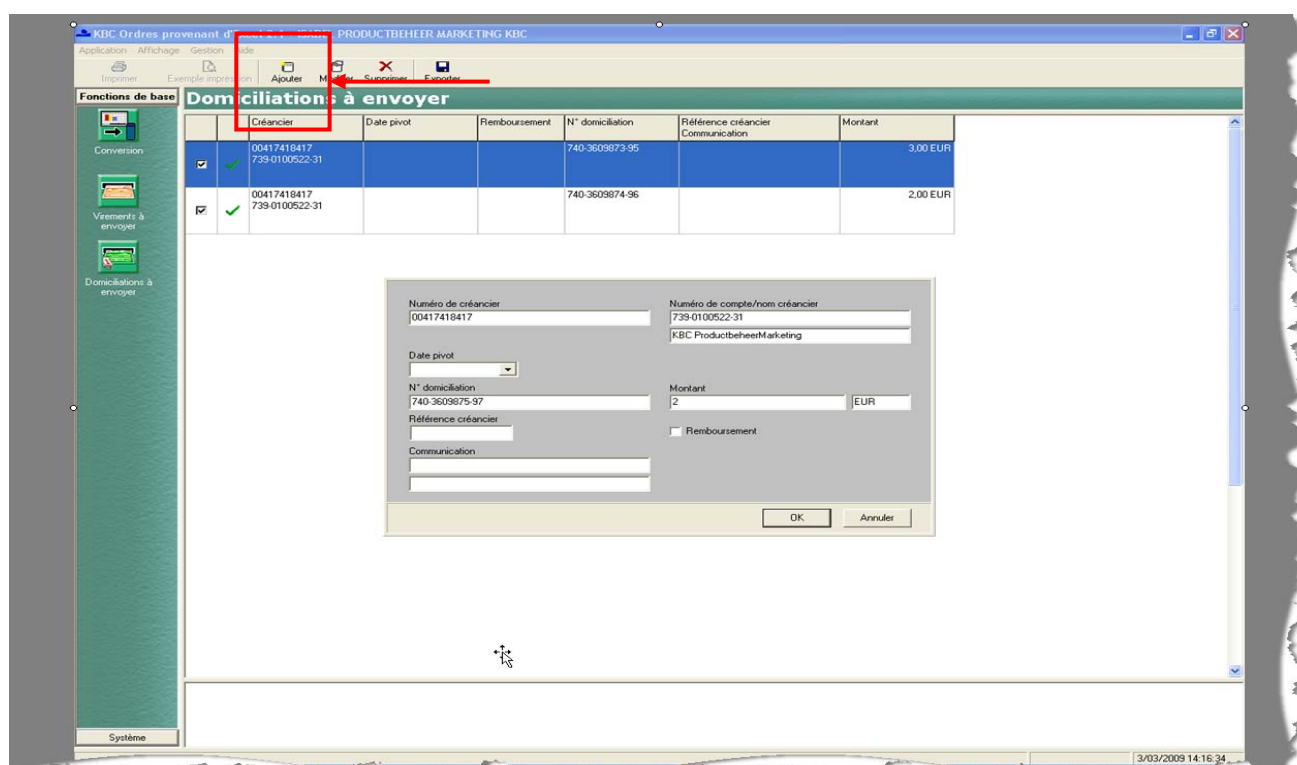 KBC Ordres provenant d' PRODUCTBEHEER MARKETING KBC
Application Affichage Gestion
Imprimer Exemple impression Ajouter Modifier Supprimer Exporter
Fonctions de base
Domiciliations à envoyer
Créancier Date pivot Remboursement N° domiciliation Référence créancier Montant
Communication
00417418417 740-3609873-95 3,00 EUR
739-0100522-31
00417418417 740-3609874-96 2,00 EUR
739-0100522-31
Conversion
Virements à
envoyer
Domiciliations à
envoyer
Numéro de créancier Numéro de compte/nom créancier
00417418417 739-0100522-31
KBC ProductbeheerMarketing
Date pivot
N° domiciliation Montant
740-3609875-97 2 EUR
Référence créancier
Remboursement
Communication
OK Annuler
Système
3/03/2009 14:16:34